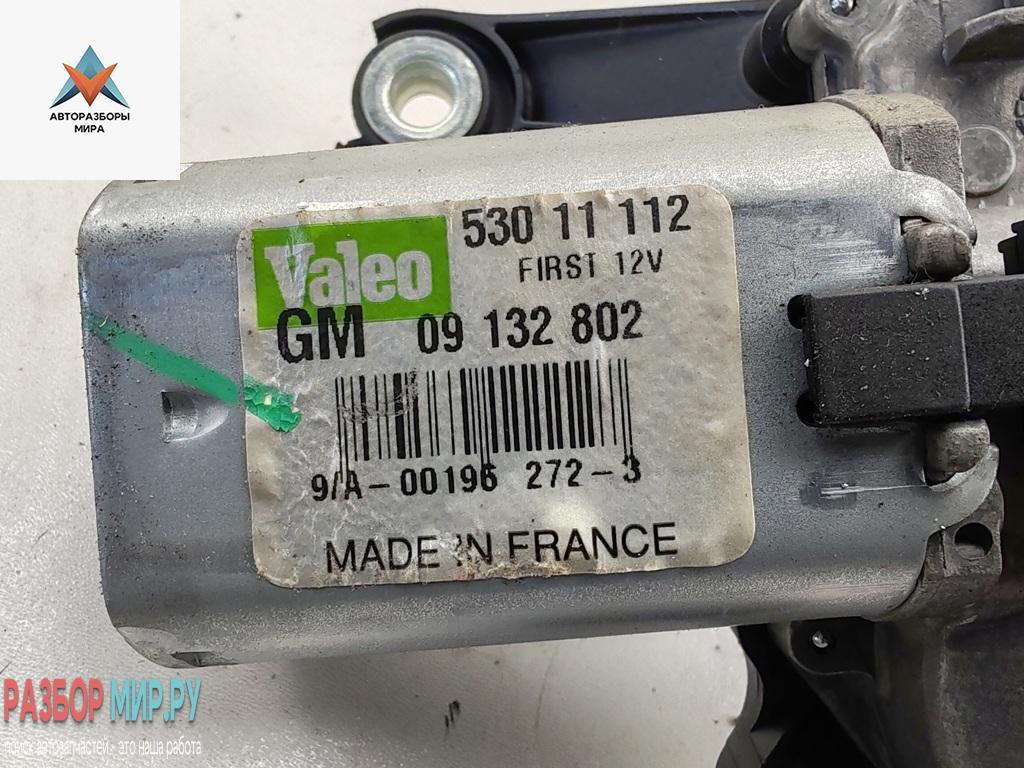 АВТОРАЗБОРЫ
МИРА
Valeo
530 11 112
FIRST 12V
GM 09 132 802
9/A-00196 272-3
MADE IN FRANCE
РАЗБОР МИР.РУ
поиск автозапчастей - это наша работа